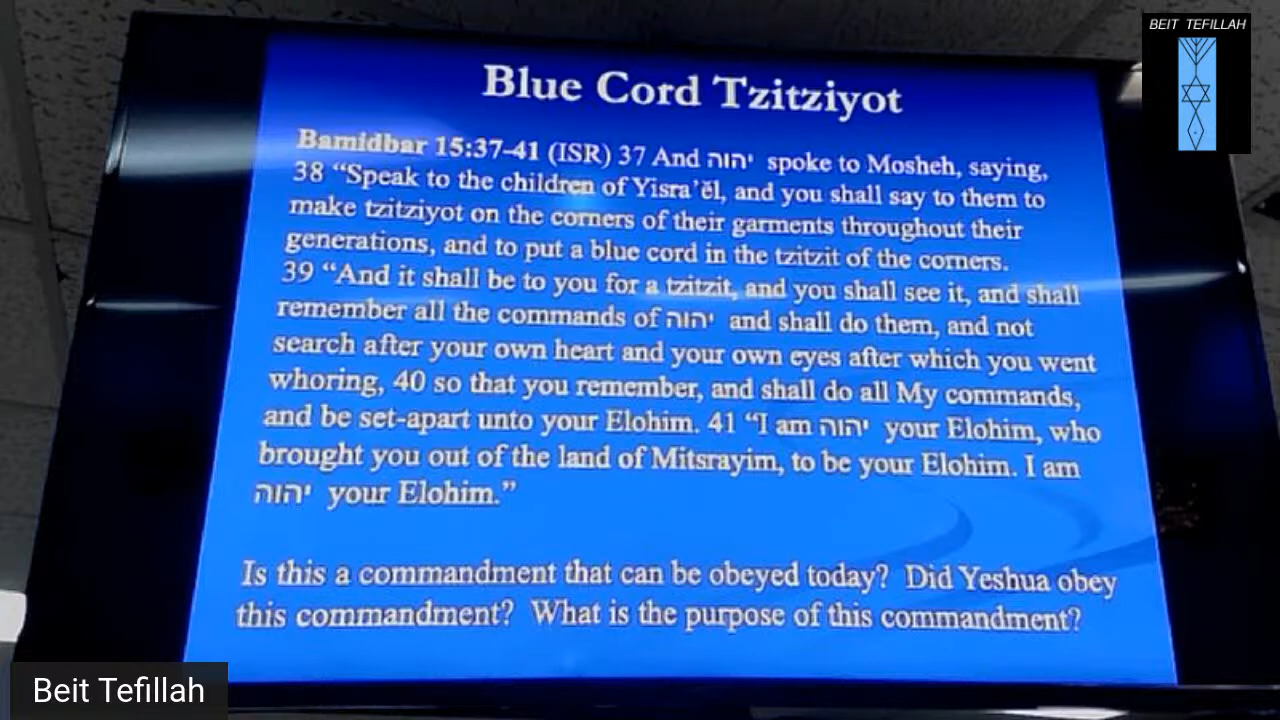 BEIT TEFILLAH
Blue Cord Tzitziyot
Bamidbar 15:37-41 (ISR) 37 And יהוה spoke to Mosheh, saying,
38 “Speak to the children of Yisra’ĕl, and you shall say to them to
make tzitziyot on the corners of their garments throughout their
generations, and to put a blue cord in the tzitzit of the corners.
39 “And it shall be to you for a tzitzit, and you shall see it, and shall
remember all the commands of יהוה and shall do them, and not
search after your own heart and your own eyes after which you went
whoring, 40 so that you remember, and shall do all My commands,
and be set-apart unto your Elohim. 41 “I am יהוה your Elohim, who
brought you out of the land of Mitsrayim, to be your Elohim. I am
יהוה your Elohim.”
Is this a commandment that can be obeyed today? Did Yeshua obey
this commandment? What is the purpose of this commandment?
Beit Tefillah